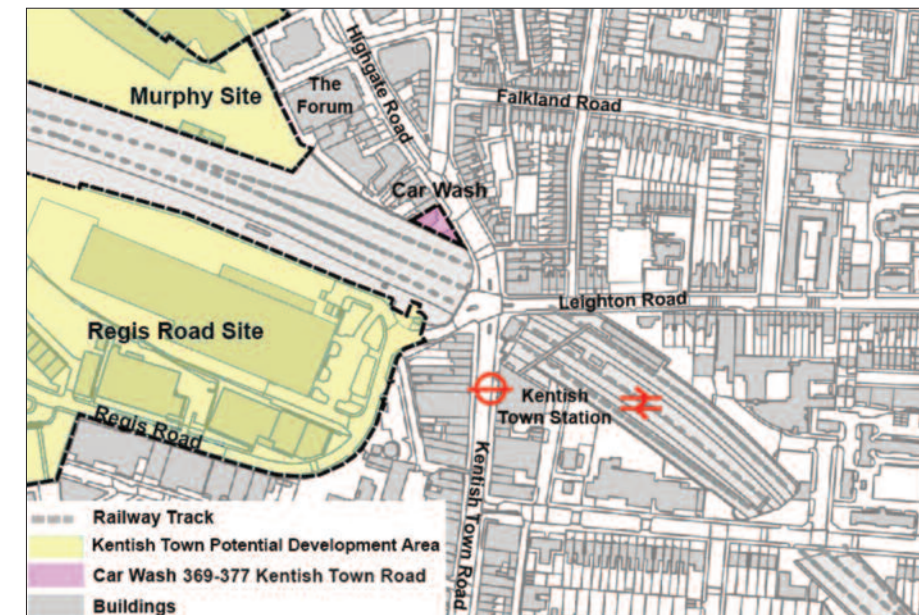 Murphy Site
The
Forum
Highgate Road
Falkland Road
Car Wash
Leighton Road
Regis Road Site
Kentish
Town Station
Regis Road
Kentish Town Road
Railway Track
Kentish Town Potential Development Area
Car Wash 369-377 Kentish Town Road
Buildings